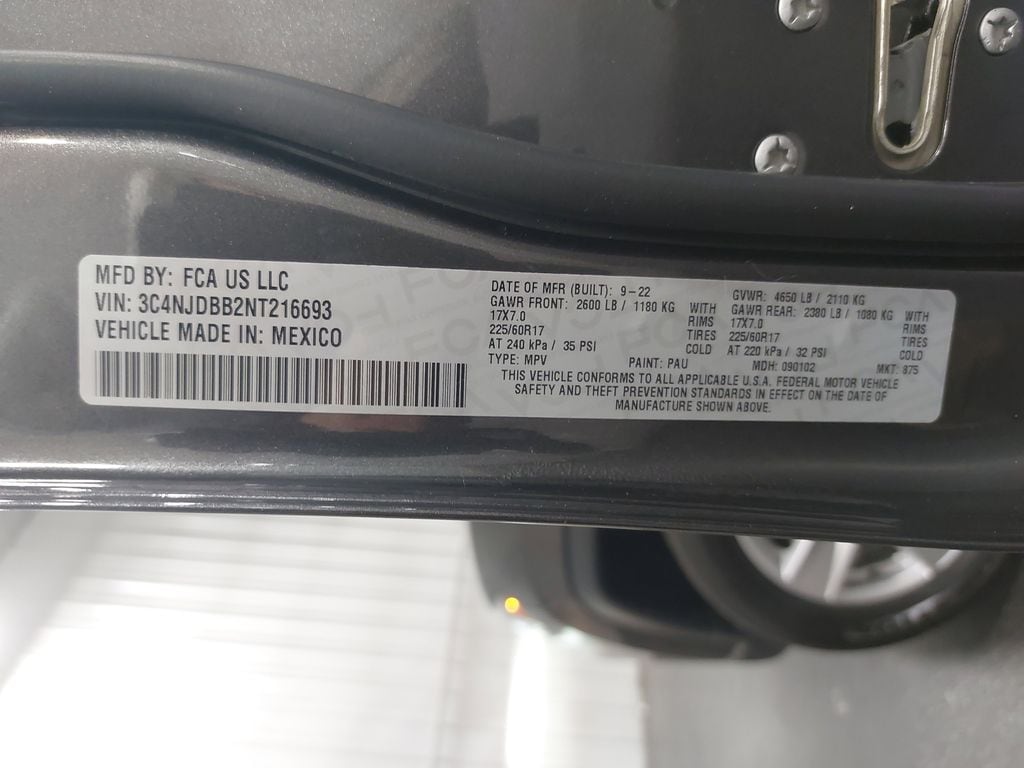 MFD BY: FCA US LLC
VIN: 3C4NJDBB2NT216693
VEHICLE MADE IN: MEXICO
DATE OF MFR (BUILT): 9-22
GAWR FRONT: 2600 LB / 1180 KG WITH
17X7.0 RIMS
225/60R17 TIRES
AT 240 kPa / 35 PSI COLD
GVWR: 4650 LB / 2110 KG
GAWR REAR: 2380 LB / 1080 KG WITH
17X7.0 RIMS
225/60R17 TIRES
AT 220 kPa / 32 PSI COLD
TYPE: MPV PAINT: PAU MDH: 090102 MKT: 875
THIS VEHICLE CONFORMS TO ALL APPLICABLE U.S.A. FEDERAL MOTOR VEHICLE
SAFETY AND THEFT PREVENTION STANDARDS IN EFFECT ON THE DATE OF
MANUFACTURE SHOWN ABOVE.